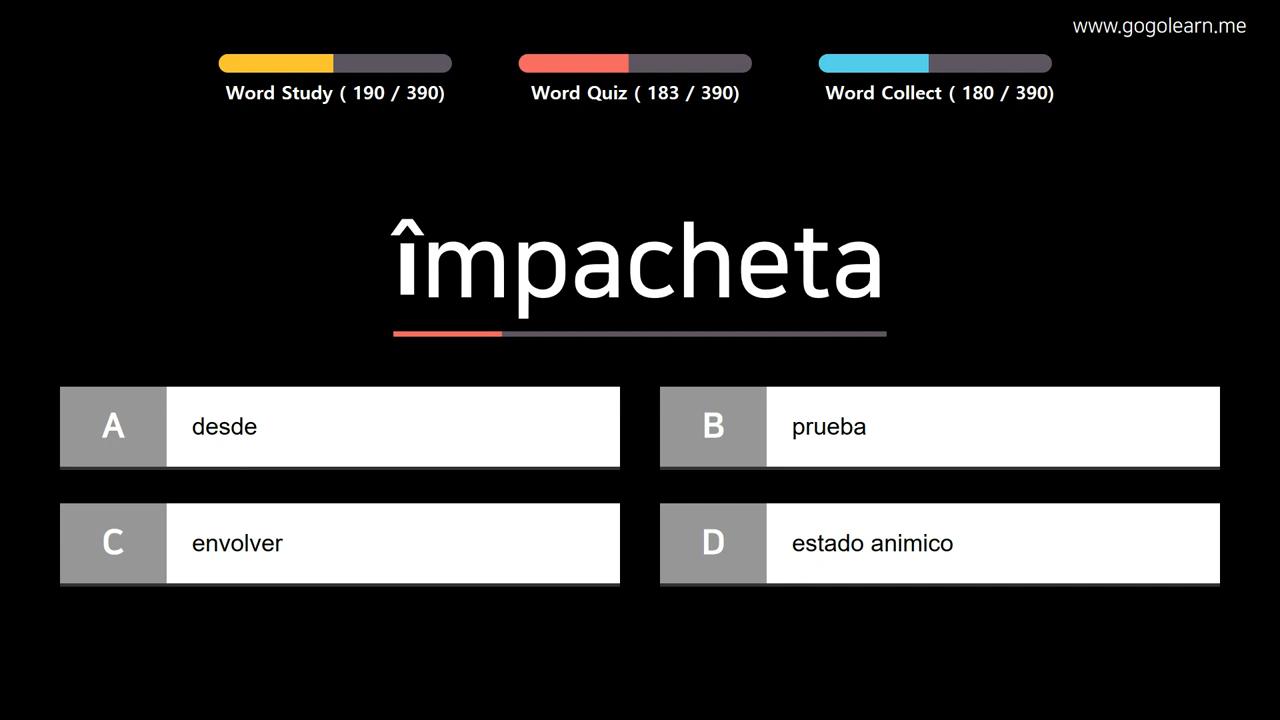 www.gogolearn.me
Word Study ( 190 / 390)
Word Quiz ( 183 / 390)
Word Collect ( 180 / 390)
împacheta
A desde
B prueba
C envolver
D estado animico